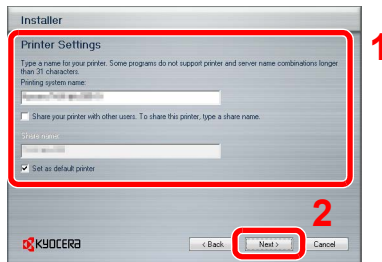 Installer
1
Printer Settings
Type a name for your printer. Some programs do not support printer and server name combinations longer
than 31 characters.
Printing system name:
Share your printer with other users. To share this printer, type a share name.
Share name:
Set as default printer
2
KYOCERA
< Back
Next >
Cancel